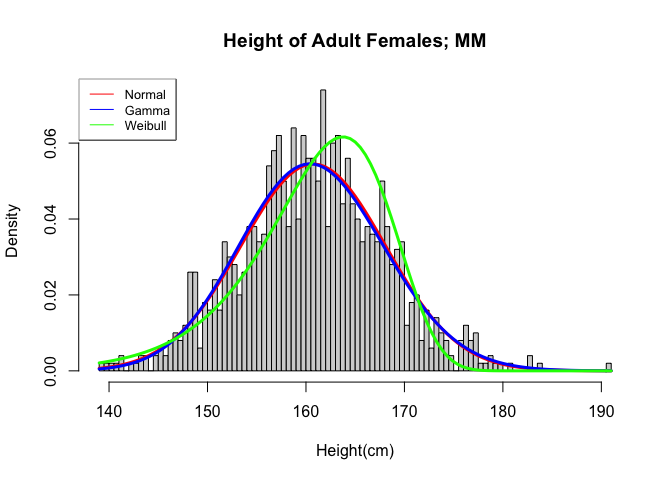 Height of Adult Females; MM
Normal
Gamma
Weibull
Density
0.06
0.04
0.02
0.00
140 150 160 170 180 190
Height(cm)